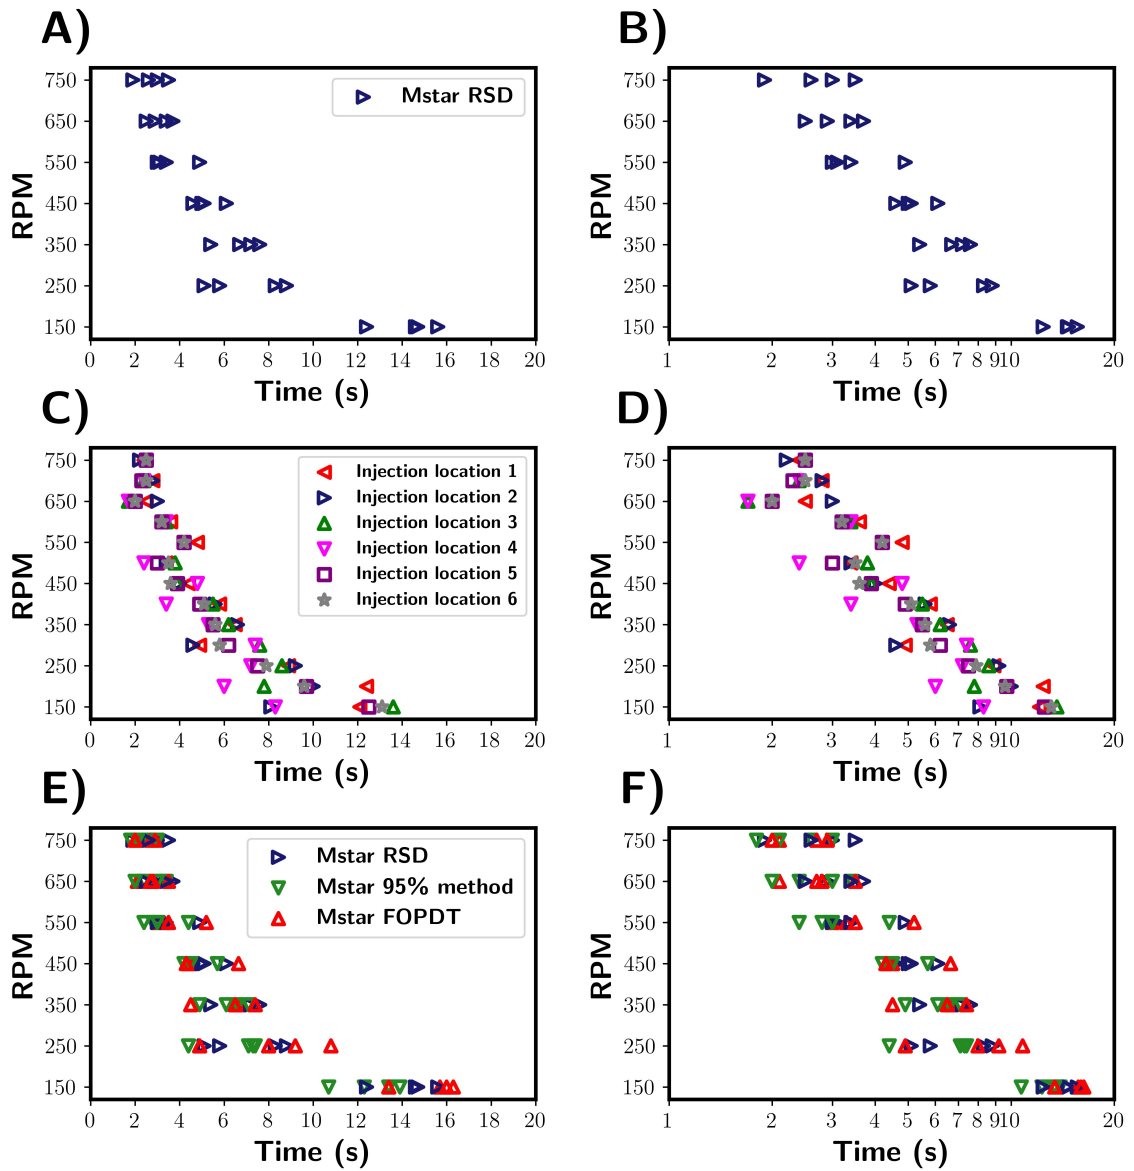 A)
B)
750
650
550
450
350
250
150
RPM
Mstar RSD
0 2 4 6 8 10 12 14 16 18 20
Time (s)
750
650
550
450
350
250
150
RPM
1 2 3 4 5 6 7 8 9 10 20
Time (s)
C)
D)
750
650
550
450
350
250
150
RPM
Injection location 1
Injection location 2
Injection location 3
Injection location 4
Injection location 5
Injection location 6
0 2 4 6 8 10 12 14 16 18 20
Time (s)
750
650
550
450
350
250
150
RPM
1 2 3 4 5 6 7 8 9 10 20
Time (s)
E)
F)
750
650
550
450
350
250
150
RPM
Mstar RSD
Mstar 95% method
Mstar FOPDT
0 2 4 6 8 10 12 14 16 18 20
Time (s)
750
650
550
450
350
250
150
RPM
1 2 3 4 5 6 7 8 9 10 20
Time (s)